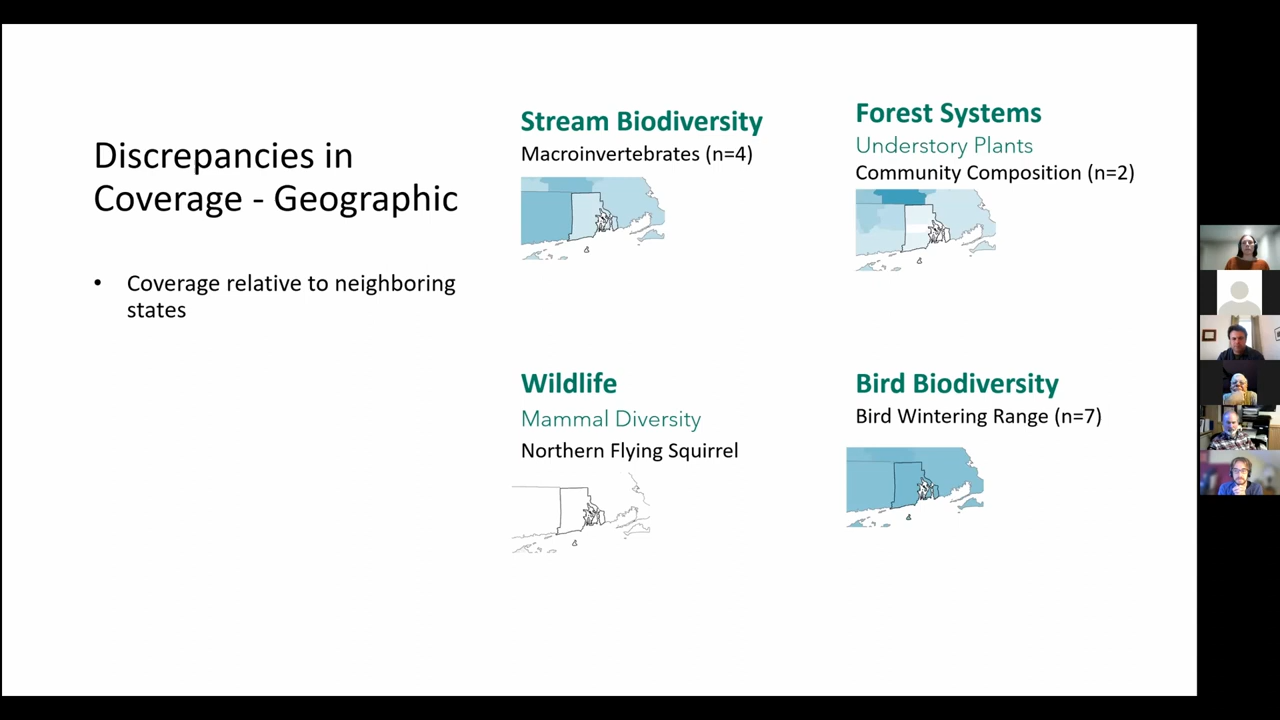 Discrepancies in
Coverage - Geographic
• Coverage relative to neighboring
states
Stream Biodiversity
Macroinvertebrates (n=4)
Forest Systems
Understory Plants
Community Composition (n=2)
Wildlife
Mammal Diversity
Northern Flying Squirrel
Bird Biodiversity
Bird Wintering Range (n=7)